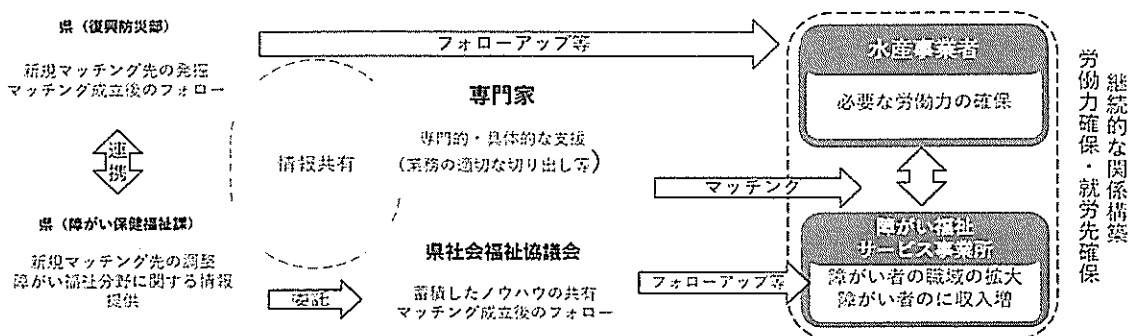 県（復興防災部）
新規マッチング先の発掘
マッチング成立後のフォロー
連携
県（障がい保健福祉課）
新規マッチング先の調整
障がい福祉分野に関する情報
提供
情報共有
フォローアップ等
専門家
専門的・具体的な支援
（業務の適切な切り出し等）
マッチング
委託
県社会福祉協議会
蓄積したノウハウの共有
マッチング成立後のフォロー
フォローアップ等
水産事業者
必要な労働力の確保
障がい福祉
サービス事業所
障がい者の職域の拡大
障がい者のに収入増
継続的な関係構築
労働力確保・就労先確保